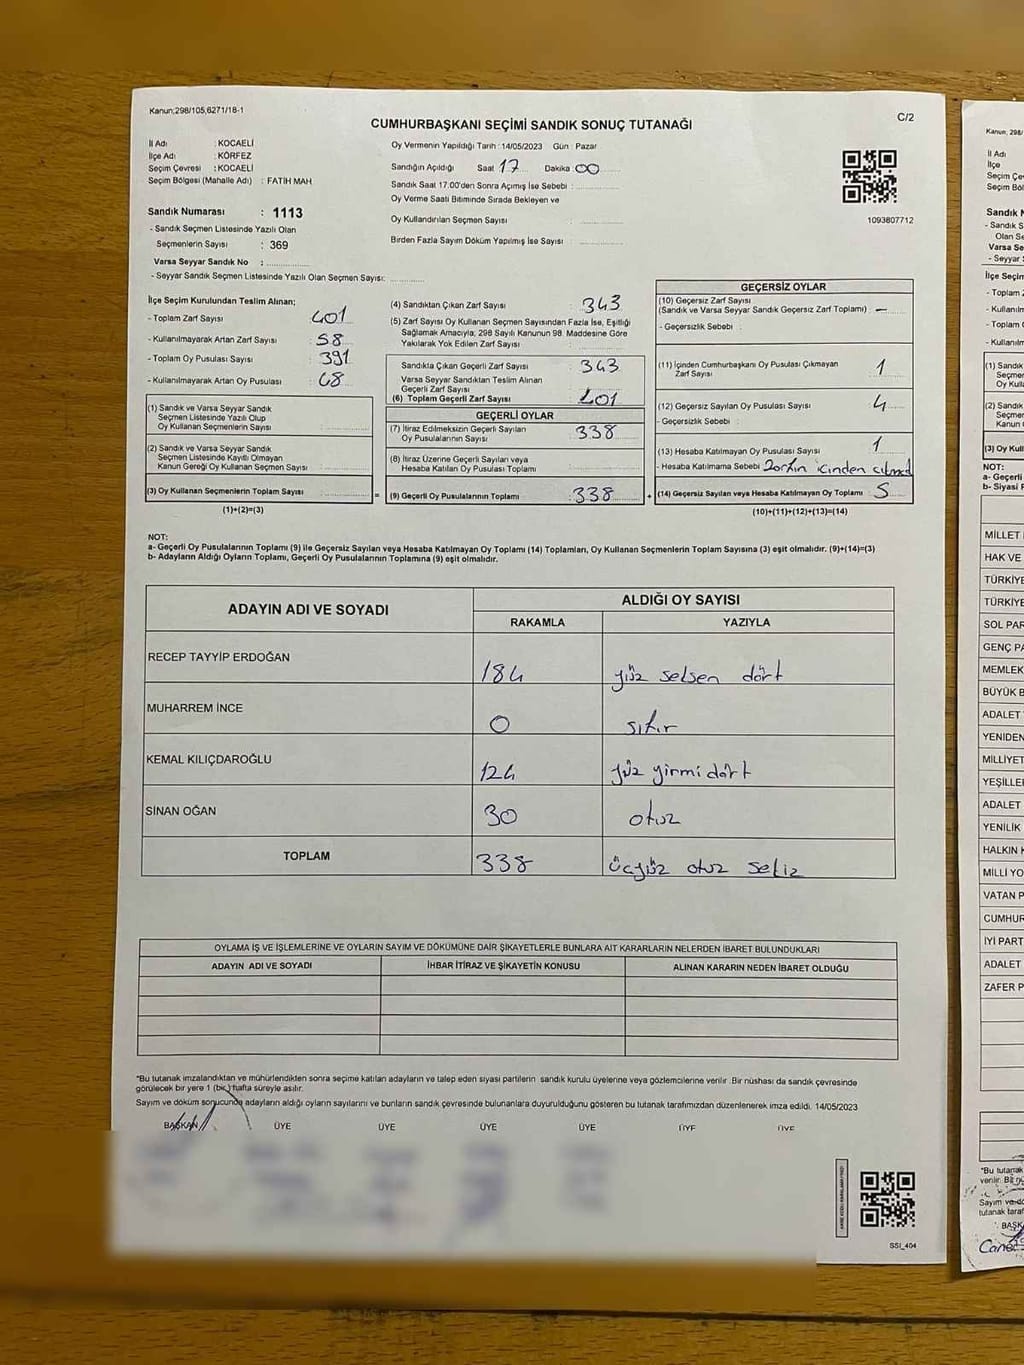 Kanun;298/105,6271/18-1
C/2
CUMHURBAŞKANI SEÇİMİ SANDIK SONUÇ TUTANAĞI
İl Adı : KOCAELİ
İlçe Adı : KÖRFEZ
Seçim Çevresi : KOCAELİ
Seçim Bölgesi (Mahalle Adı) : FATİH MAH
Sandık Numarası : 1113
- Sandık Seçmen Listesinde Yazılı Olan
Seçmenlerin Sayısı : 369
Varsa Seyyar Sandık No :
- Seyyar Sandık Seçmen Listesinde Yazılı Olan Seçmen Sayısı:
Oy Vermenin Yapıldığı Tarih : 14/05/2023 Gün : Pazar
Sandığın Açıldığı Saat 17 Dakika : 00
Sandık Saat 17:00'den Sonra Açımış İse Sebebi :
Oy Verme Saati Bitiminde Sırada Bekleyen ve
Oy Kullandırılan Seçmen Sayısı :
Birden Fazla Sayım Döküm Yapılmış İse Sayısı :
1093807712
İlçe Seçim Kurulundan Teslim Alınan;
- Toplam Zarf Sayısı : 401
- Kullanılmayarak Artan Zarf Sayısı : 58
- Toplam Oy Pusulası Sayısı : 391
- Kullanılmayarak Artan Oy Pusulası : 68
(1) Sandık ve Varsa Seyyar Sandık
Seçmen Listesinde Yazılı Olup
Oy Kullanan Seçmenlerin Sayısı :
(2) Sandık ve Varsa Seyyar Sandık
Seçmen Listesinde Kayıtlı Olmayan
Kanun Gereği Oy Kullanan Seçmen Sayısı :
(3) Oy Kullanan Seçmenlerin Toplam Sayısı :
(1)+(2)=(3)
(4) Sandıktan Çıkan Zarf Sayısı : 343
(5) Zarf Sayısı Oy Kullanan Seçmen Sayısından Fazla İse, Eşitliği
Sağlamak Amacıyla; 298 Sayılı Kanunun 98. Maddesine Göre
Yakılarak Yok Edilen Zarf Sayısı :
Sandıkta Çıkan Geçerli Zarf Sayısı : 343
Varsa Seyyar Sandıktan Teslim Alınan
Geçerli Zarf Sayısı :
(6) Toplam Geçerli Zarf Sayısı : 401
GEÇERLİ OYLAR
(7) İtiraz Edilmeksizin Geçerli Sayılan
Oy Pusulalarının Sayısı : 338
(8) İtiraz Üzerine Geçerli Sayılan veya
Hesaba Katılan Oy Pusulası Toplamı :
(9) Geçerli Oy Pusulalarının Toplamı : 338
GEÇERSİZ OYLAR
(10) Geçersiz Zarf Sayısı
(Sandık ve Varsa Seyyar Sandık Geçersiz Zarf Toplamı) : -
- Geçersizlik Sebebi :
(11) İçinden Cumhurbaşkanı Oy Pusulası Çıkmayan
Zarf Sayısı : 1
(12) Geçersiz Sayılan Oy Pusulası Sayısı : 4
- Geçersizlik Sebebi :
(13) Hesaba Katılmayan Oy Pusulası Sayısı : 1
- Hesaba Katılmama Sebebi : Zarfın içinden çıkmadı
(14) Geçersiz Sayılan veya Hesaba Katılmayan Oy Toplamı : 5
(10)+(11)+(12)+(13)=(14)
NOT:
a- Geçerli Oy Pusulalarının Toplamı (9) ile Geçersiz Sayılan veya Hesaba Katılmayan Oy Toplamı (14) Toplamları, Oy Kullanan Seçmenlerin Toplam Sayısına (3) eşit olmalıdır. (9)+(14)=(3)
b- Adayların Aldığı Oyların Toplamı, Geçerli Oy Pusulalarının Toplamına (9) eşit olmalıdır.
ADAYIN ADI VE SOYADI
ALDIĞI OY SAYISI
RAKAMLA YAZIYLA
RECEP TAYYİP ERDOĞAN 184 yüz seksen dört
MUHARREM İNCE 0 sıfır
KEMAL KILIÇDAROĞLU 124 yüz yirmi dört
SİNAN OĞAN 30 otuz
TOPLAM 338 üçyüz otuz sekiz
OYLAMA İŞ VE İŞLEMLERİNE VE OYLARIN SAYIM VE DÖKÜMÜNE DAİR ŞİKAYETLERLE BUNLARA AİT KARARLARIN NELERDEN İBARET BULUNDUKLARI
ADAYIN ADI VE SOYADI İHBAR İTİRAZ VE ŞİKAYETİN KONUSU ALINAN KARARIN NEDEN İBARET OLDUĞU
*Bu tutanak imzalandıktan ve mühürlendikten sonra seçime katılan adayların ve talep eden siyasi partilerin sandık kurulu üyelerine veya gözlemcilerine verilir .Bir nüshası da sandık çevresinde
görülecek bir yere 1 (bir) hafta süreyle asılır.
Sayım ve döküm sonucunda adayların aldığı oyların sayılarını ve bunların sandık çevresinde bulunanlara duyurulduğunu gösteren bu tutanak tarafımızdan düzenlenerek imza edildi. 14/05/2023
BAŞKAN ÜYE ÜYE ÜYE ÜYE ÜYE ÜYE
SSI_404
Kanun; 298/
İl Adı
İlçe
Seçim Çev
Seçim Böl
Sandık N
- Sandık S
Olan Se
Varsa Se
- Seyyar
İlçe Seçim
- Toplam
- Kullanılm
- Toplam
- Kullanılm
(1) Sandık
Seçmen
Oy Kul
(2) Sandık
Seçmen
Kanun
(3) Oy Kull
NOT:
a- Geçerli
b- Siyasi
MİLLET
HAK VE
TÜRKİYE
TÜRKİYE
SOL PAR
GENÇ PA
MEMLEK
BÜYÜK B
ADALET
YENİDEN
MİLLİYET
YEŞİLLER
ADALET
YENİLİK
HALKIN
MİLLİ YO
VATAN P
CUMHUR
İYİ PARTİ
ADALET
ZAFER P
*Bu tutanak
verilir.
Sayım ve dö
tutanak taraf
BAŞK